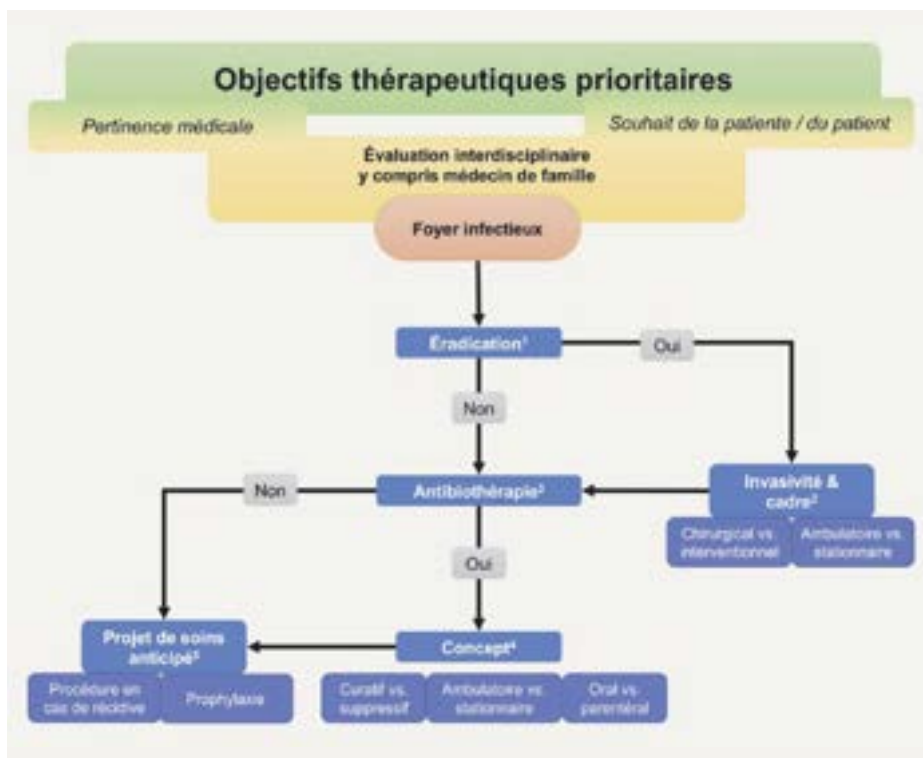 Objectifs thérapeutiques prioritaires
Pertinence médicale
Souhait de la patiente / du patient
Évaluation interdisciplinaire
y compris médecin de famille
Foyer infectieux
Éradication¹
Oui
Non
Antibiothérapie³
Non
Invasivité &
cadre²
Chirurgical vs.
interventionnel
Ambulatoire vs.
stationnaire
Oui
Projet de soins
anticipé⁵
Procédure en
cas de récidive
Prophylaxie
Concept⁴
Curatif vs.
suppressif
Ambulatoire vs.
stationnaire
Oral vs.
parentéral